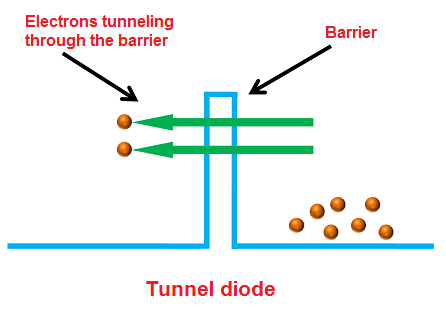 Electrons tunneling
through the barrier
Barrier
Tunnel diode